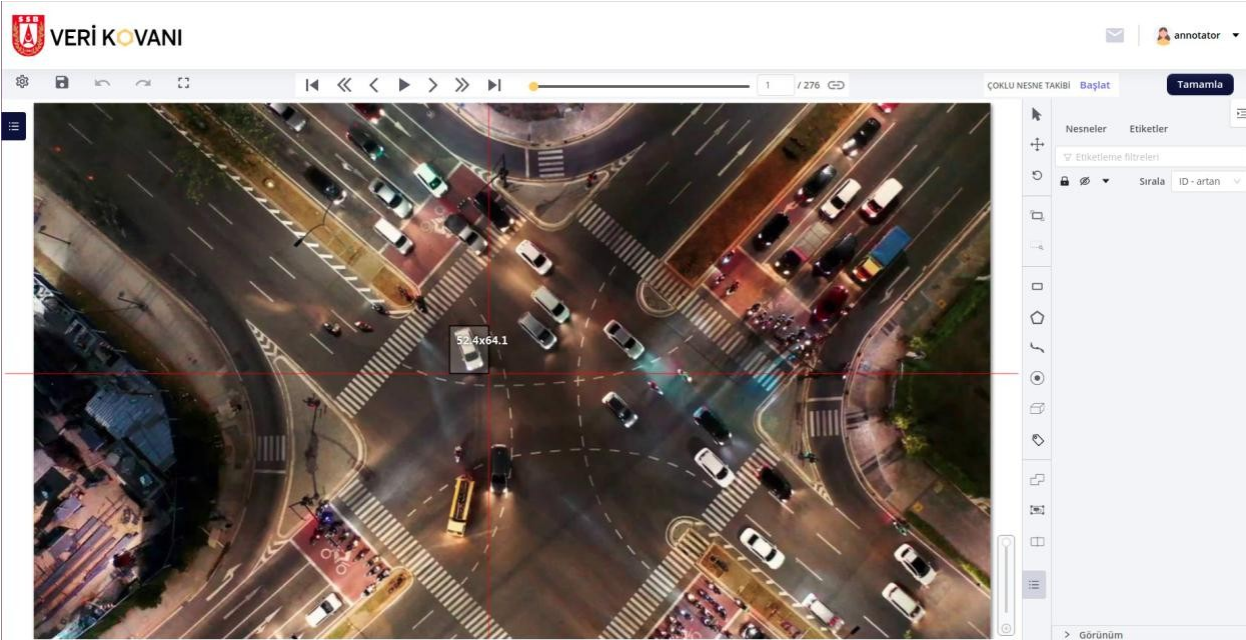 SSB
VERİ KOVANI
annotator
1 / 276
ÇOKLU NESNE TAKİBİ Başlat
Tamamla
Nesneler Etiketler
Etiketleme filtreleri
Sırala ID - artan
52.4x64.1
Görünüm